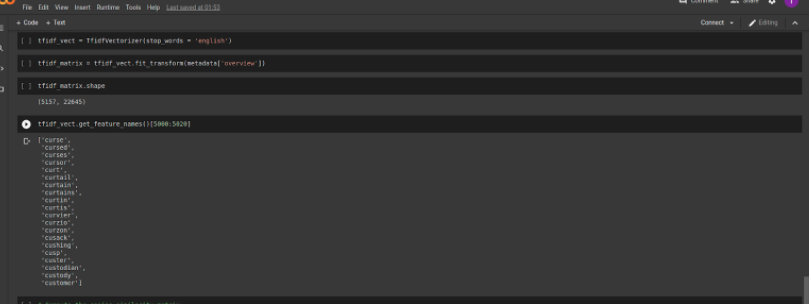 Comment Share
File Edit View Insert Runtime Tools Help Last saved at 01:53
+ Code + Text Connect Editing
[ ] tfidf_vect = TfidfVectorizer(stop_words = 'english')
[ ] tfidf_matrix = tfidf_vect.fit_transform(metadata['overview'])
[ ] tfidf_matrix.shape
(5157, 22645)
tfidf_vect.get_feature_names()[5000:5020]
['curse',
'cursed',
'curses',
'cursor',
'curt',
'curtail',
'curtain',
'curtains',
'curtin',
'curtis',
'curvier',
'curzio',
'curzon',
'cusack',
'cushing',
'cusp',
'custer',
'custodian',
'custody',
'customer']